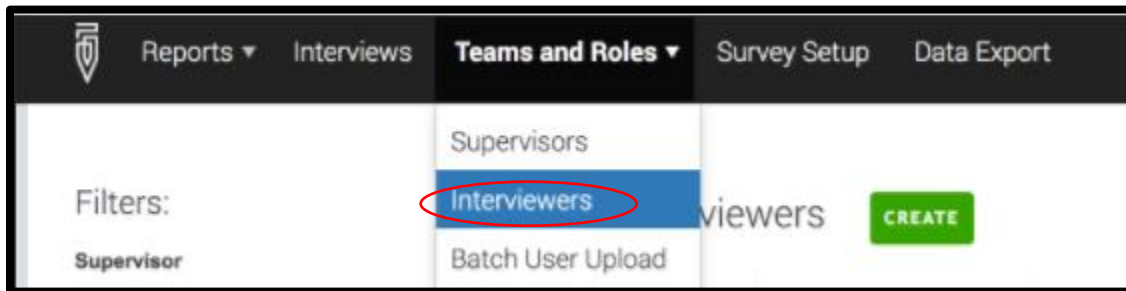 Reports ▾ Interviews Teams and Roles ▾ Survey Setup Data Export
Supervisors
Filters:
Interviewers
viewers CREATE
Supervisor
Batch User Upload